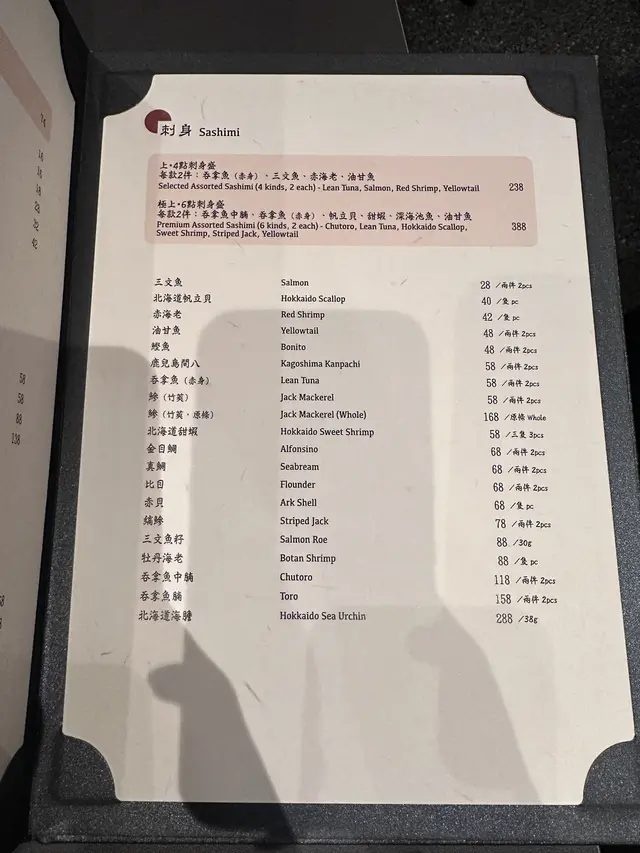 刺身 Sashimi
上·4點刺身盛
每款2件：吞拿魚（赤身）、三文魚、赤海老、油甘魚
Selected Assorted Sashimi (4 kinds, 2 each) - Lean Tuna, Salmon, Red Shrimp, Yellowtail 238
極上·6點刺身盛
每款2件：吞拿魚中腩、吞拿魚（赤身）、帆立貝、甜蝦、深海池魚、油甘魚
Premium Assorted Sashimi (6 kinds, 2 each) - Chutoro, Lean Tuna, Hokkaido Scallop, 388
Sweet Shrimp, Striped Jack, Yellowtail
三文魚 Salmon 28 /兩件 2pcs
北海道帆立貝 Hokkaido Scallop 40 /隻 pc
赤海老 Red Shrimp 42 /隻 pc
油甘魚 Yellowtail 48 /兩件 2pcs
鰹魚 Bonito 48 /兩件 2pcs
鹿兒島間八 Kagoshima Kanpachi 58 /兩件 2pcs
吞拿魚（赤身） Lean Tuna 58 /兩件 2pcs
鰺（竹莢） Jack Mackerel 58 /兩件 2pcs
鰺（竹莢·原條） Jack Mackerel (Whole) 168 /原條 Whole
北海道甜蝦 Hokkaido Sweet Shrimp 58 /三隻 3pcs
金目鯛 Alfonsino 68 /兩件 2pcs
真鯛 Seabream 68 /兩件 2pcs
比目 Flounder 68 /兩件 2pcs
赤貝 Ark Shell 68 /隻 pc
縞鰺 Striped Jack 78 /兩件 2pcs
三文魚籽 Salmon Roe 88 /30g
牡丹海老 Botan Shrimp 88 /隻 pc
吞拿魚中腩 Chutoro 118 /兩件 2pcs
吞拿魚腩 Toro 158 /兩件 2pcs
北海道海膽 Hokkaido Sea Urchin 288 /38g